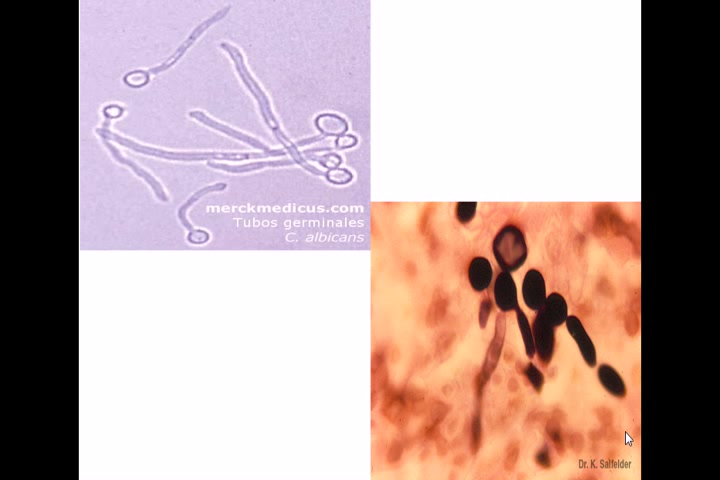 merckmedicus.com
Tubos germinales
C. albicans
Dr. K. Salfelder